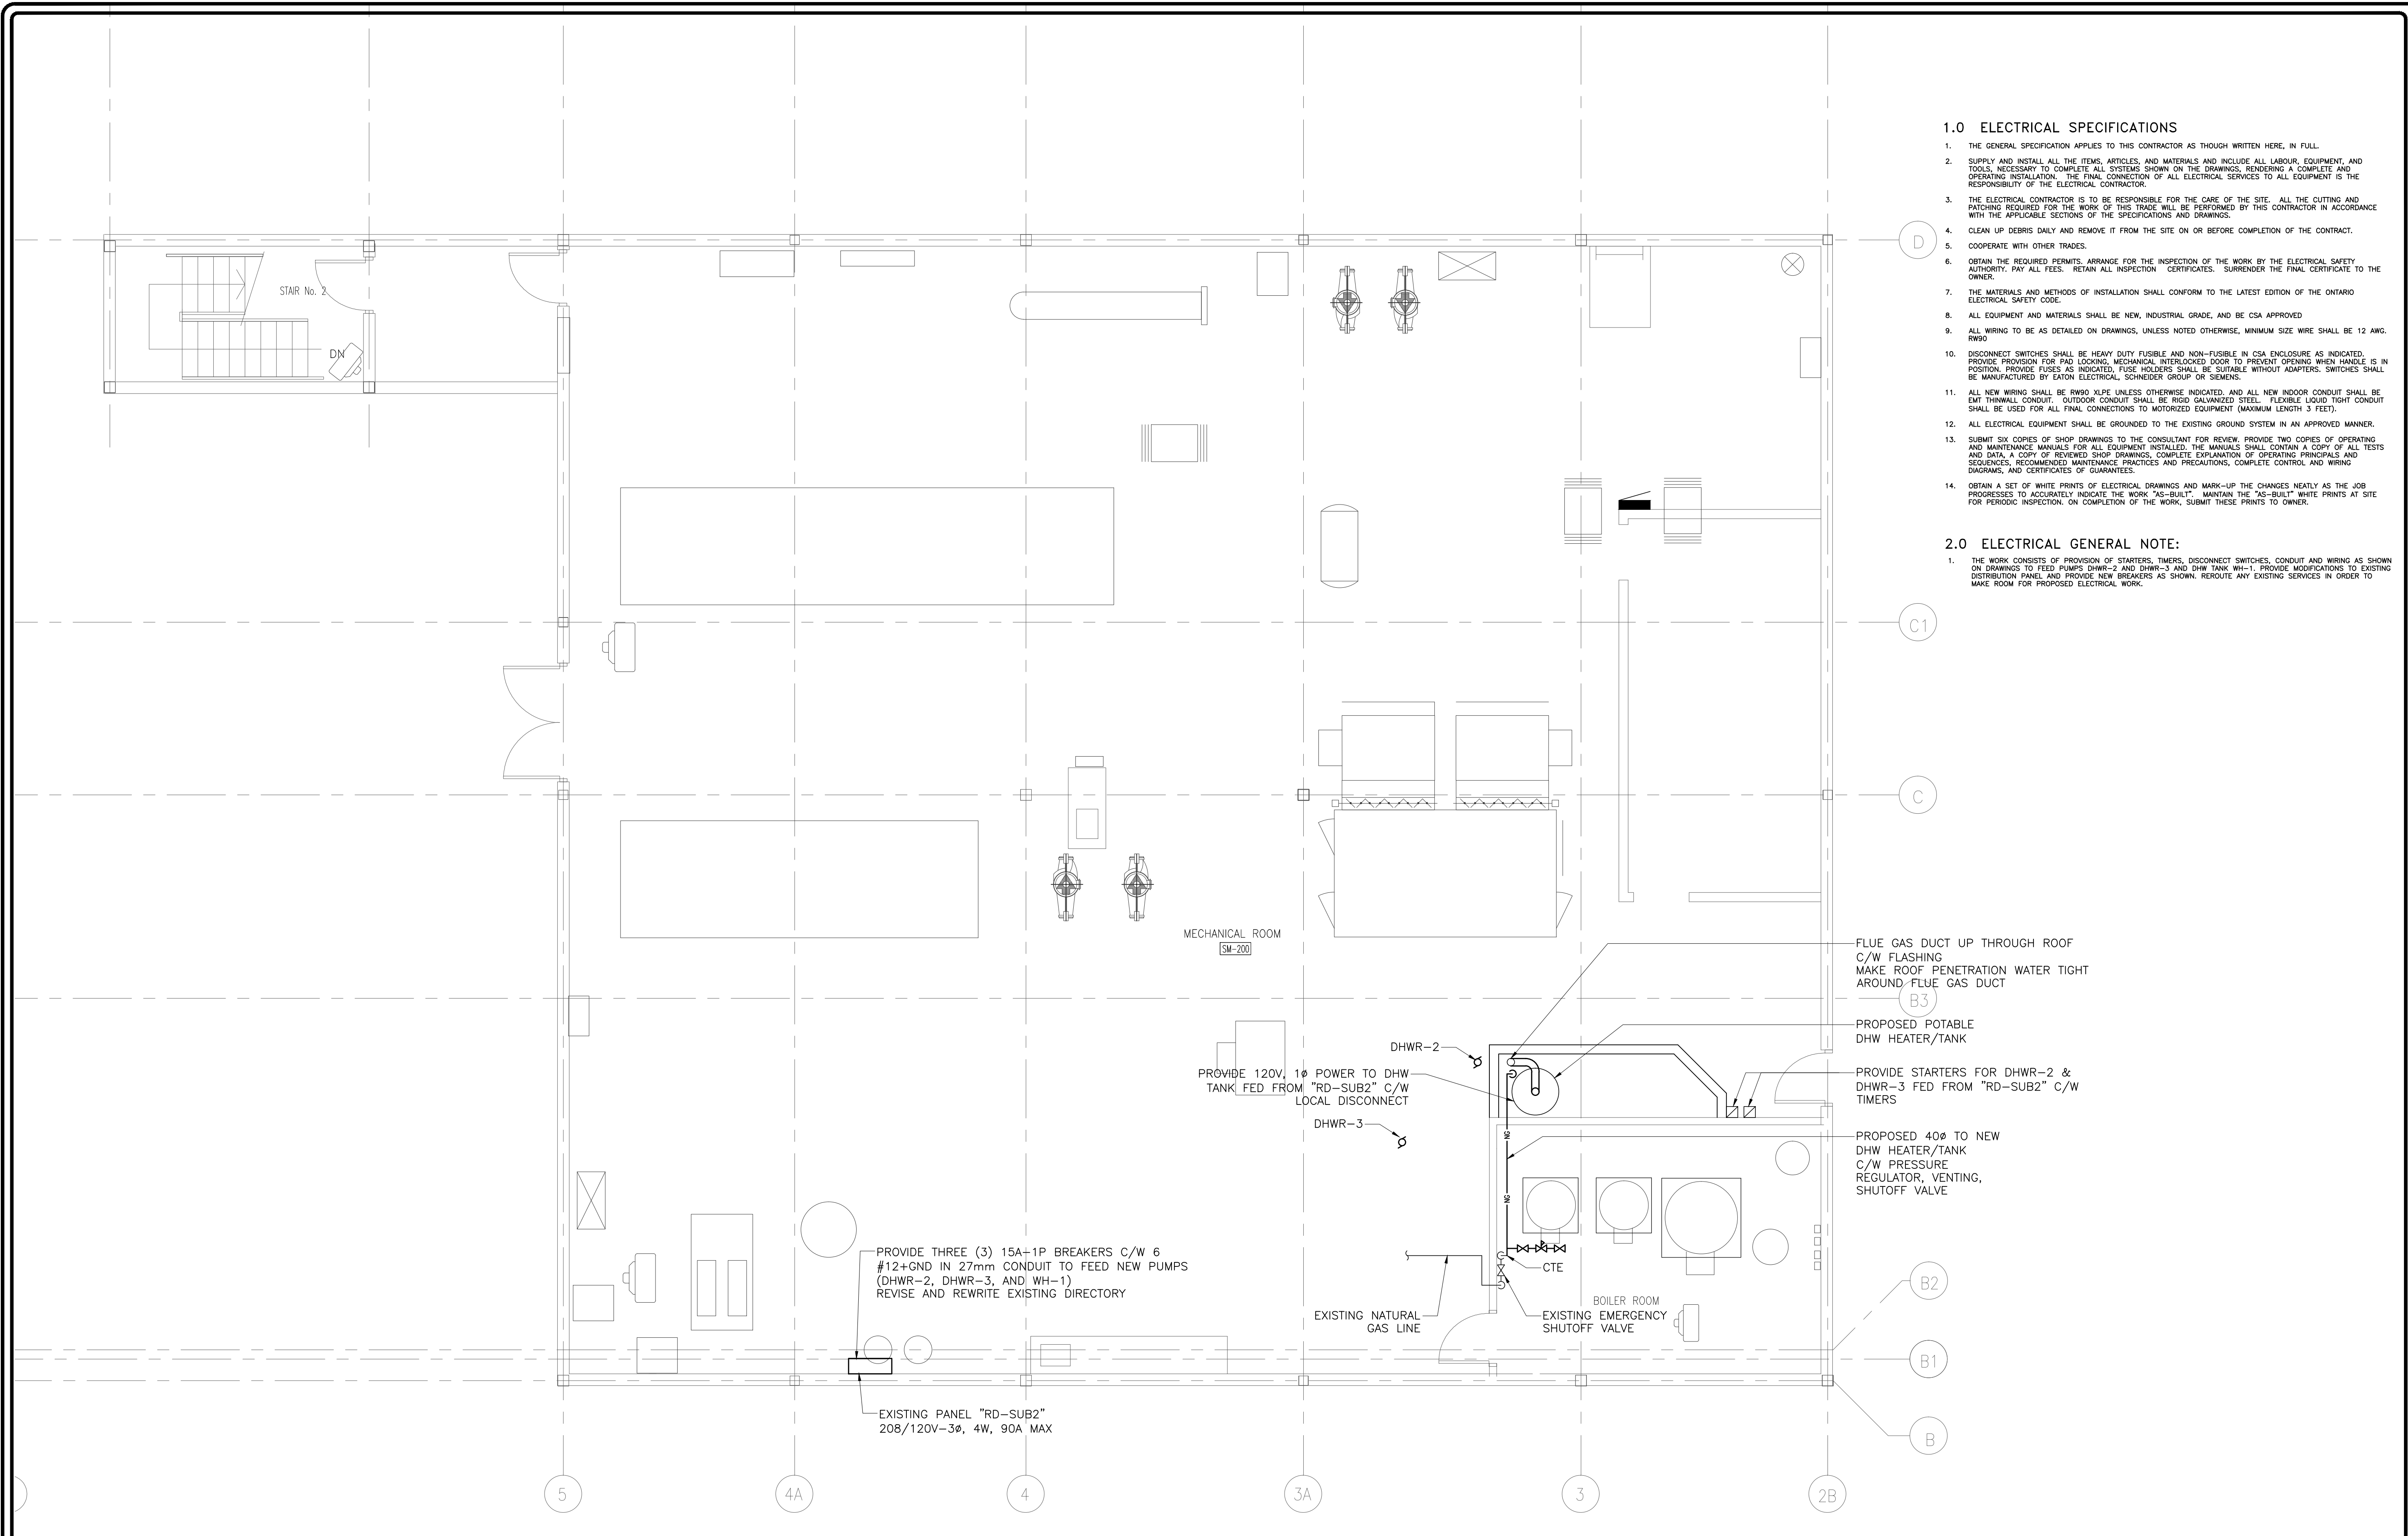 1.0 ELECTRICAL SPECIFICATIONS
1. THE GENERAL SPECIFICATION APPLIES TO THIS CONTRACTOR AS THOUGH WRITTEN HERE, IN FULL.
2. SUPPLY AND INSTALL ALL THE ITEMS, ARTICLES, AND MATERIALS AND INCLUDE ALL LABOUR, EQUIPMENT, AND
TOOLS, NECESSARY TO COMPLETE ALL SYSTEMS SHOWN ON THE DRAWINGS, RENDERING A COMPLETE AND
OPERATING INSTALLATION. THE FINAL CONNECTION OF ALL ELECTRICAL SERVICES TO ALL EQUIPMENT IS THE
RESPONSIBILITY OF THE ELECTRICAL CONTRACTOR.
3. THE ELECTRICAL CONTRACTOR IS TO BE RESPONSIBLE FOR THE CARE OF THE SITE. ALL THE CUTTING AND
PATCHING REQUIRED FOR THE WORK OF THIS TRADE WILL BE PERFORMED BY THIS CONTRACTOR IN ACCORDANCE
WITH THE APPLICABLE SECTIONS OF THE SPECIFICATIONS AND DRAWINGS.
4. CLEAN UP DEBRIS DAILY AND REMOVE IT FROM THE SITE ON OR BEFORE COMPLETION OF THE CONTRACT.
5. COOPERATE WITH OTHER TRADES.
6. OBTAIN THE REQUIRED PERMITS. ARRANGE FOR THE INSPECTION OF THE WORK BY THE ELECTRICAL SAFETY
AUTHORITY. PAY ALL FEES. RETAIN ALL INSPECTION CERTIFICATES. SURRENDER THE FINAL CERTIFICATE TO THE
OWNER.
7. THE MATERIALS AND METHODS OF INSTALLATION SHALL CONFORM TO THE LATEST EDITION OF THE ONTARIO
ELECTRICAL SAFETY CODE.
8. ALL EQUIPMENT AND MATERIALS SHALL BE NEW, INDUSTRIAL GRADE, AND BE CSA APPROVED
9. ALL WIRING TO BE AS DETAILED ON DRAWINGS, UNLESS NOTED OTHERWISE, MINIMUM SIZE WIRE SHALL BE 12 AWG.
RW90
10. DISCONNECT SWITCHES SHALL BE HEAVY DUTY FUSIBLE AND NON-FUSIBLE IN CSA ENCLOSURE AS INDICATED.
PROVIDE PROVISION FOR PAD LOCKING, MECHANICAL INTERLOCKED DOOR TO PREVENT OPENING WHEN HANDLE IS IN
POSITION. PROVIDE FUSES AS INDICATED, FUSE HOLDERS SHALL BE SUITABLE WITHOUT ADAPTERS. SWITCHES SHALL
BE MANUFACTURED BY EATON ELECTRICAL, SCHNEIDER GROUP OR SIEMENS.
11. ALL NEW WIRING SHALL BE RW90 XLPE UNLESS OTHERWISE INDICATED. AND ALL NEW INDOOR CONDUIT SHALL BE
EMT THINWALL CONDUIT. OUTDOOR CONDUIT SHALL BE RIGID GALVANIZED STEEL. FLEXIBLE LIQUID TIGHT CONDUIT
SHALL BE USED FOR ALL FINAL CONNECTIONS TO MOTORIZED EQUIPMENT (MAXIMUM LENGTH 3 FEET).
12. ALL ELECTRICAL EQUIPMENT SHALL BE GROUNDED TO THE EXISTING GROUND SYSTEM IN AN APPROVED MANNER.
13. SUBMIT SIX COPIES OF SHOP DRAWINGS TO THE CONSULTANT FOR REVIEW. PROVIDE TWO COPIES OF OPERATING
AND MAINTENANCE MANUALS FOR ALL EQUIPMENT INSTALLED. THE MANUALS SHALL CONTAIN A COPY OF ALL TESTS
AND DATA, A COPY OF REVIEWED SHOP DRAWINGS, COMPLETE EXPLANATION OF OPERATING PRINCIPALS AND
SEQUENCES, RECOMMENDED MAINTENANCE PRACTICES AND PRECAUTIONS, COMPLETE CONTROL AND WIRING
DIAGRAMS, AND CERTIFICATES OF GUARANTEES.
14. OBTAIN A SET OF WHITE PRINTS OF ELECTRICAL DRAWINGS AND MARK-UP THE CHANGES NEATLY AS THE JOB
PROGRESSES TO ACCURATELY INDICATE THE WORK "AS-BUILT". MAINTAIN THE "AS-BUILT" WHITE PRINTS AT SITE
FOR PERIODIC INSPECTION. ON COMPLETION OF THE WORK, SUBMIT THESE PRINTS TO OWNER.
2.0 ELECTRICAL GENERAL NOTE:
1. THE WORK CONSISTS OF PROVISION OF STARTERS, TIMERS, DISCONNECT SWITCHES, CONDUIT AND WIRING AS SHOWN
ON DRAWINGS TO FEED PUMPS DHWR-2 AND DHWR-3 AND DHW TANK WH-1. PROVIDE MODIFICATIONS TO EXISTING
DISTRIBUTION PANEL AND PROVIDE NEW BREAKERS AS SHOWN. REROUTE ANY EXISTING SERVICES IN ORDER TO
MAKE ROOM FOR PROPOSED ELECTRICAL WORK.
D
STAIR No. 2
DN
C1
C
MECHANICAL ROOM
SM-200
FLUE GAS DUCT UP THROUGH ROOF
C/W FLASHING
MAKE ROOF PENETRATION WATER TIGHT
AROUND FLUE GAS DUCT
B3
PROPOSED POTABLE
DHW HEATER/TANK
DHWR-2
PROVIDE 120V, 1ø POWER TO DHW
TANK FED FROM "RD-SUB2" C/W
LOCAL DISCONNECT
PROVIDE STARTERS FOR DHWR-2 &
DHWR-3 FED FROM "RD-SUB2" C/W
TIMERS
DHWR-3
NG
PROPOSED 40ø TO NEW
DHW HEATER/TANK
C/W PRESSURE
REGULATOR, VENTING,
SHUTOFF VALVE
NG
PROVIDE THREE (3) 15A-1P BREAKERS C/W 6
#12+GND IN 27mm CONDUIT TO FEED NEW PUMPS
(DHWR-2, DHWR-3, AND WH-1)
REVISE AND REWRITE EXISTING DIRECTORY
CTE
B2
BOILER ROOM
EXISTING NATURAL
GAS LINE
EXISTING EMERGENCY
SHUTOFF VALVE
B1
EXISTING PANEL "RD-SUB2"
208/120V-3ø, 4W, 90A MAX
B
5
4A
4
3A
3
2B